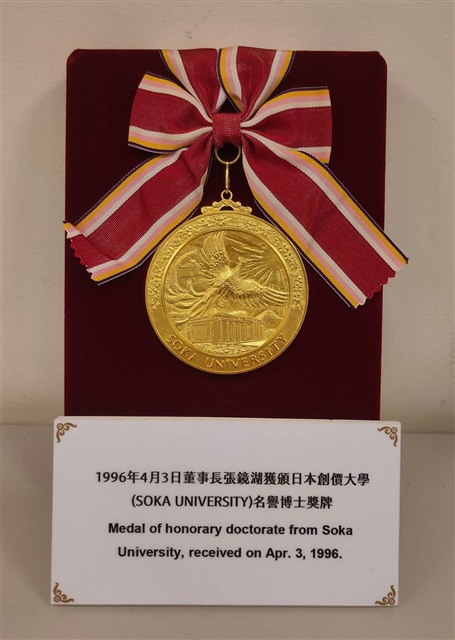 SOKA UNIVERSITY
1996年4月3日董事長張鏡湖獲頒日本創價大學
(SOKA UNIVERSITY)名譽博士獎牌
Medal of honorary doctorate from Soka
University, received on Apr. 3, 1996.